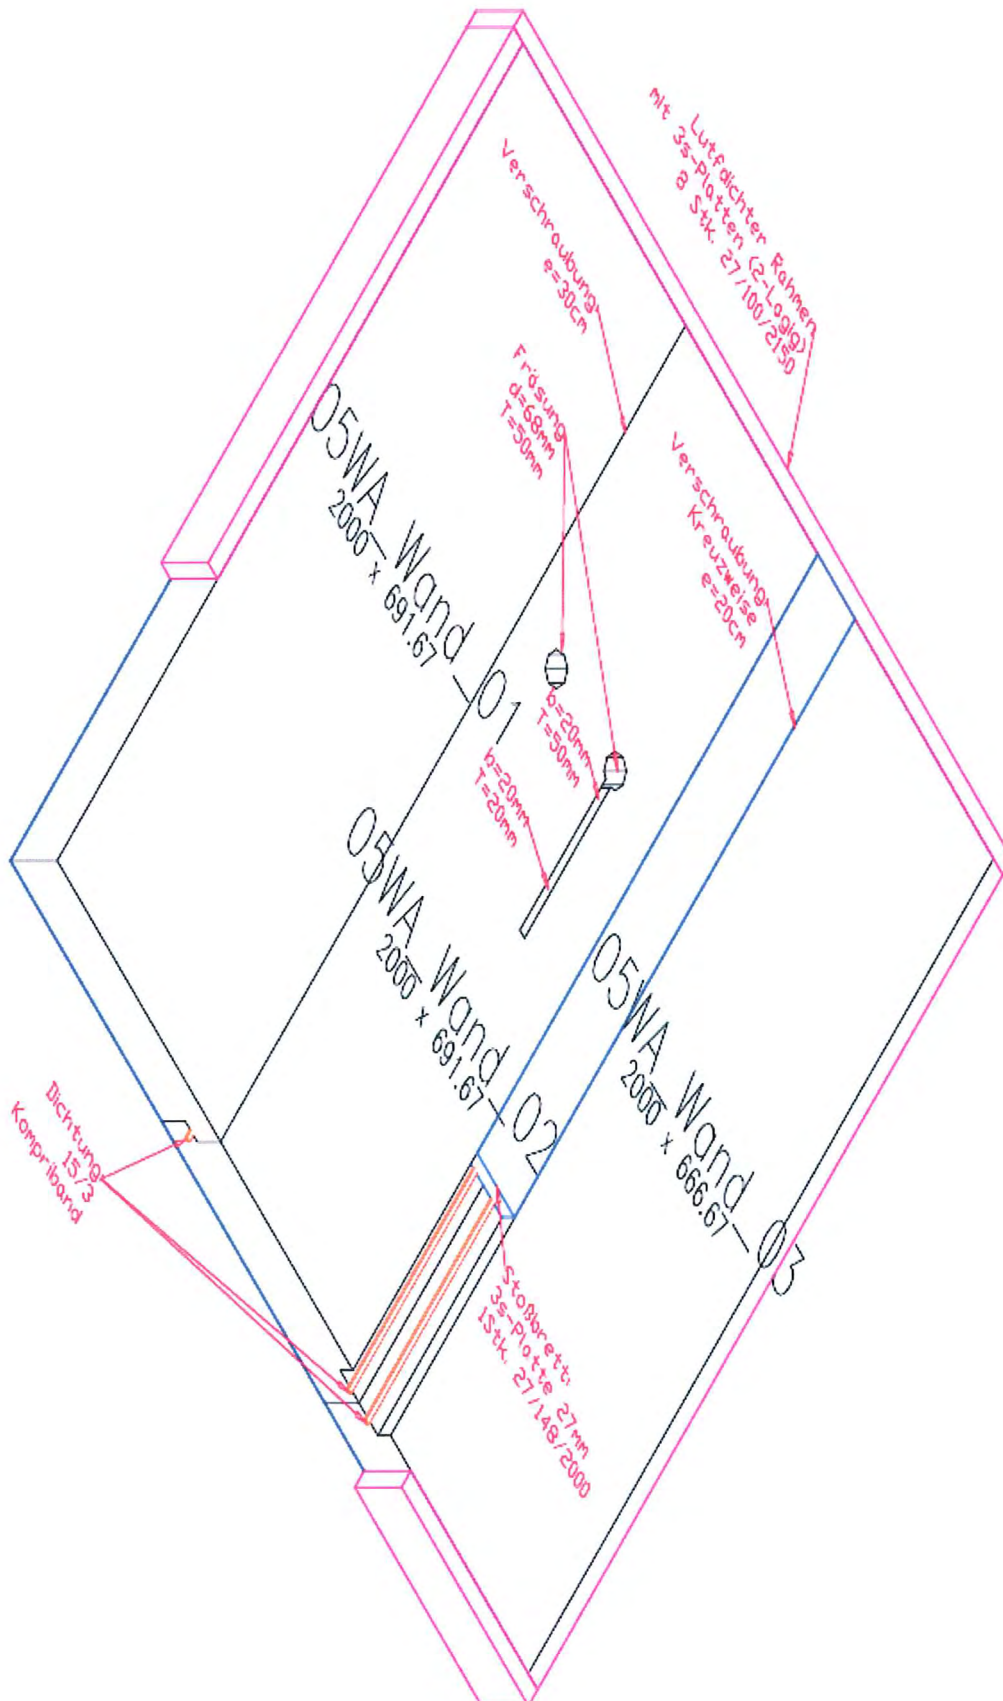 Lutfdichter Rahmen
mit 3s-Platten (2-Lagig)
8 Stk. 27/100/2150
Verschraubung
e=30cm
Fräsung
d=68mm
T=50mm
Verschraubung
Kreuzweise
e=20cm
05WA_Wand_01
2000 x 691.67
b=20mm
T=50mm
b=20mm
T=20mm
05WA_Wand_02
2000 x 691.67
05WA_Wand_03
2000 x 666.67
Dichtung
15/3
Kompriband
Stoßbrett:
3s-Platte 27mm
1Stk. 27/148/2000